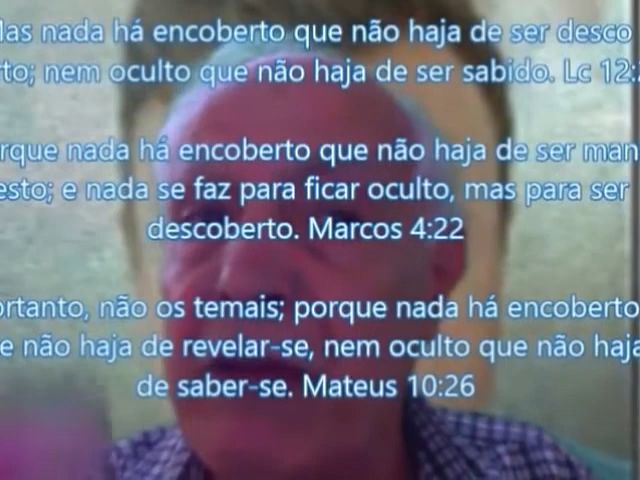 las nada há encoberto que não haja de ser desco
rto; nem oculto que não haja de ser sabido. Lc 12:
rque nada há encoberto que não haja de ser man
esto; e nada se faz para ficar oculto, mas para ser
descoberto. Marcos 4:22
ortanto, não os temais; porque nada há encoberto
e não haja de revelar-se, nem oculto que não haja
de saber-se. Mateus 10:26